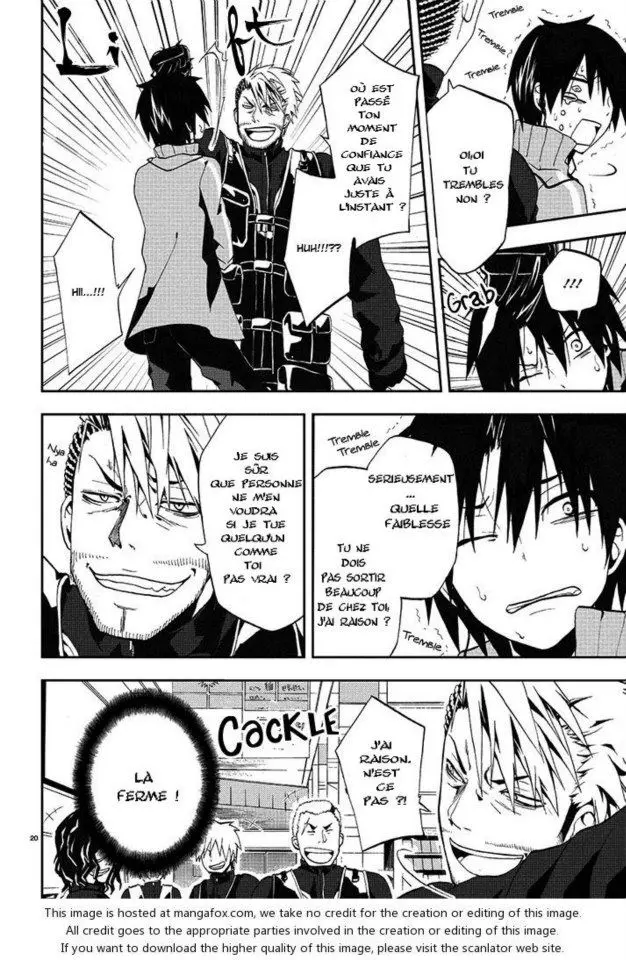 Li ft
OÙ EST
PASSÉ
TON
MOMENT
DE
CONFIANCE
QUE TU
AVAIS
JUSTE À
L'INSTANT ?
HUH!!!??
HII...!!!
Tremble
Tremble
Tremble
OI,OI
TU
TREMBLES
NON ?
!!!
Grab
Nya
ha
JE SUIS
SÛR
QUE PERSONNE
NE M'EN
VOUDRA
SI JE TUE
QUELQU'UN
COMME
TOI
PAS VRAI ?
Tremble
Tremble
SERIEUSEMENT
...
QUELLE
FAIBLESSE
TU NE
DOIS
PAS SORTIR
BEAUCOUP
DE CHEZ TOI,
J'AI RAISON ?
Tremble
LÀ
FERME !
CACKLE
J'AI
RAISON.
N'EST
CE
PAS ?!
20
This image is hosted at mangafox.com, we take no credit for the creation or editing of this image.
All credit goes to the appropriate parties involved in the creation or editing of this image.
If you want to download the higher quality of this image, please visit the scanlator web site.